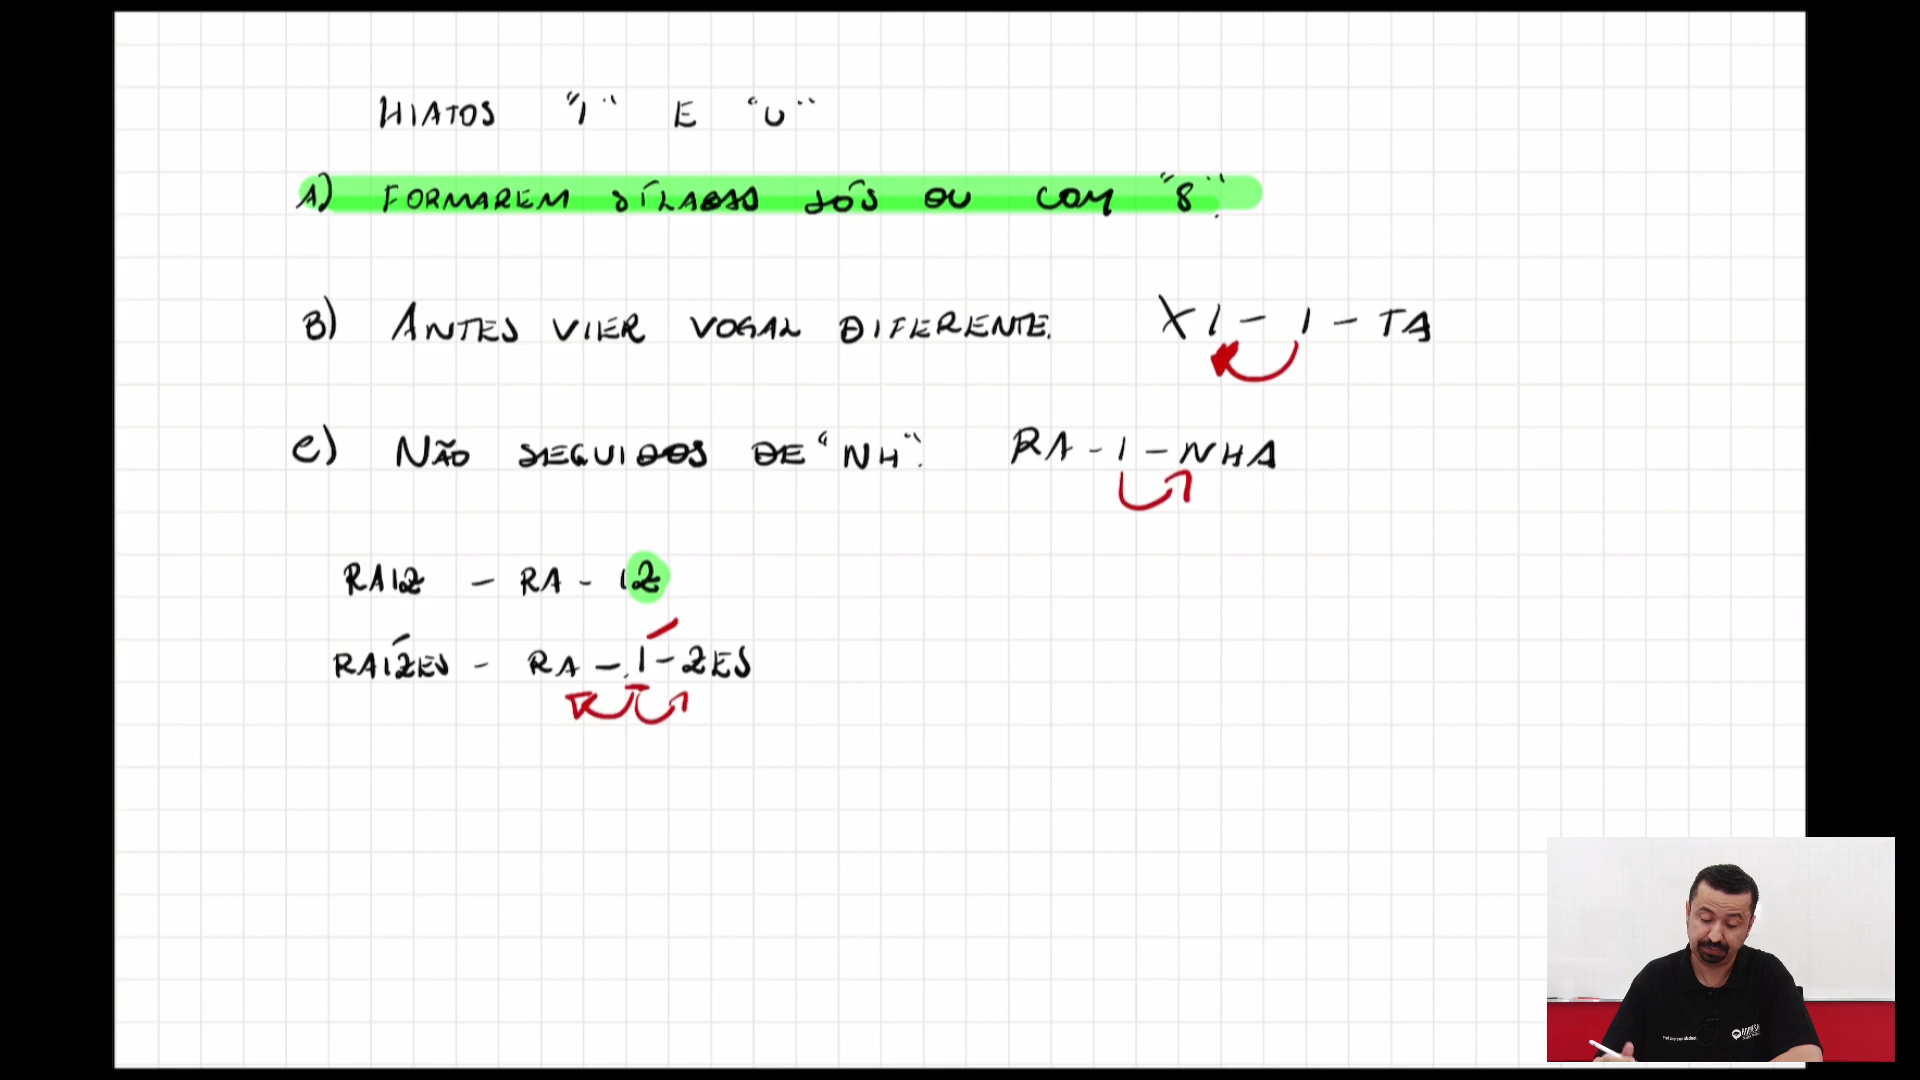 HIATOS "I" E "U"
A) FORMAREM SÍLABAS SÓS OU COM "S".
B) ANTES VIER VOGAL DIFERENTE. XI - I - TA
C) NÃO SEGUIDOS DE "NH". RA - I - NHA
RAIZ - RA - IZ
RAÍZES - RA - Í - ZES